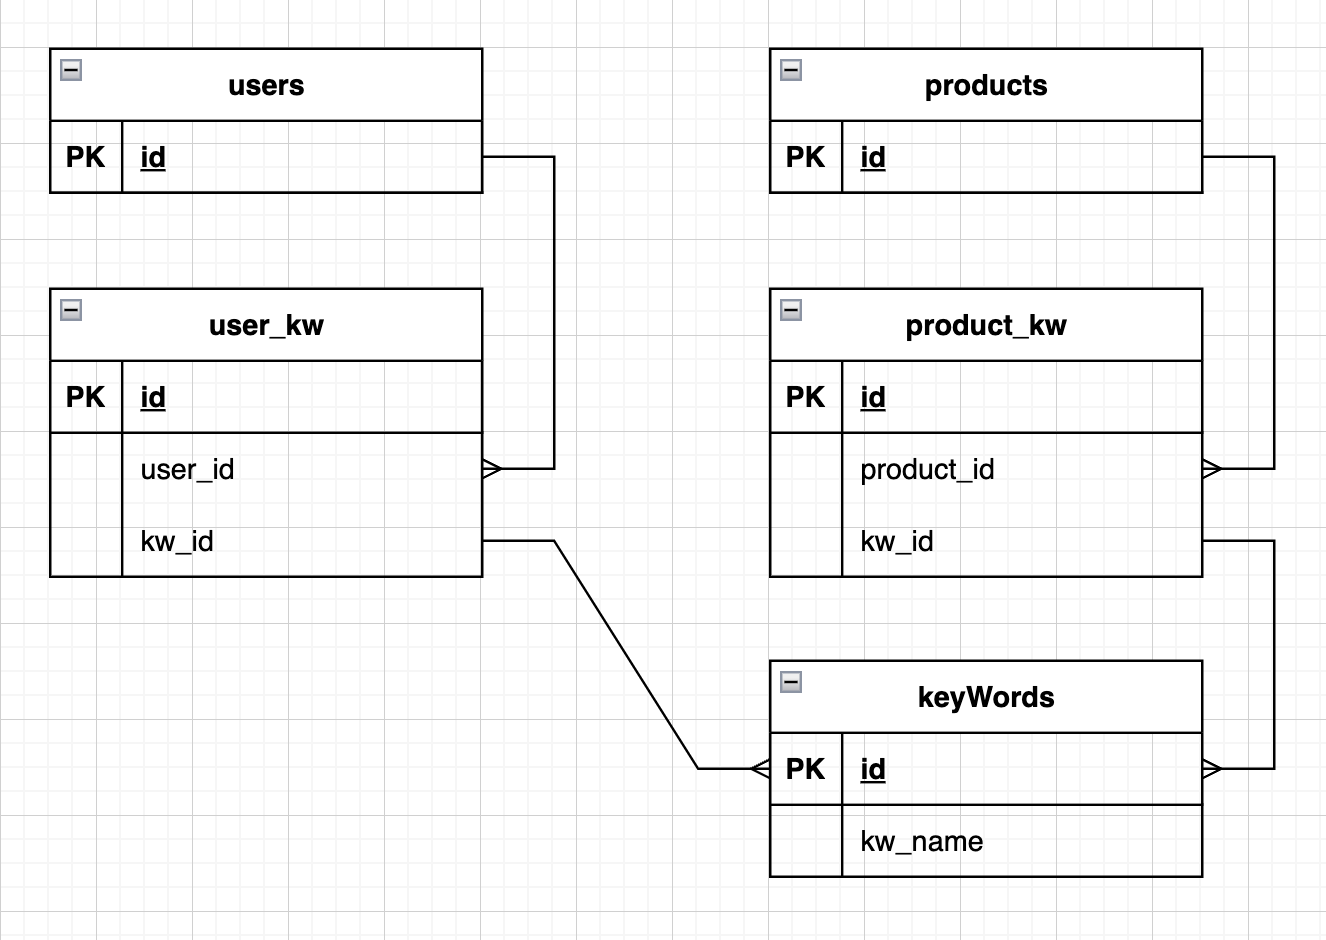 users
PK id
user_kw
PK id
user_id
kw_id
products
PK id
product_kw
PK id
product_id
kw_id
keyWords
PK id
kw_name